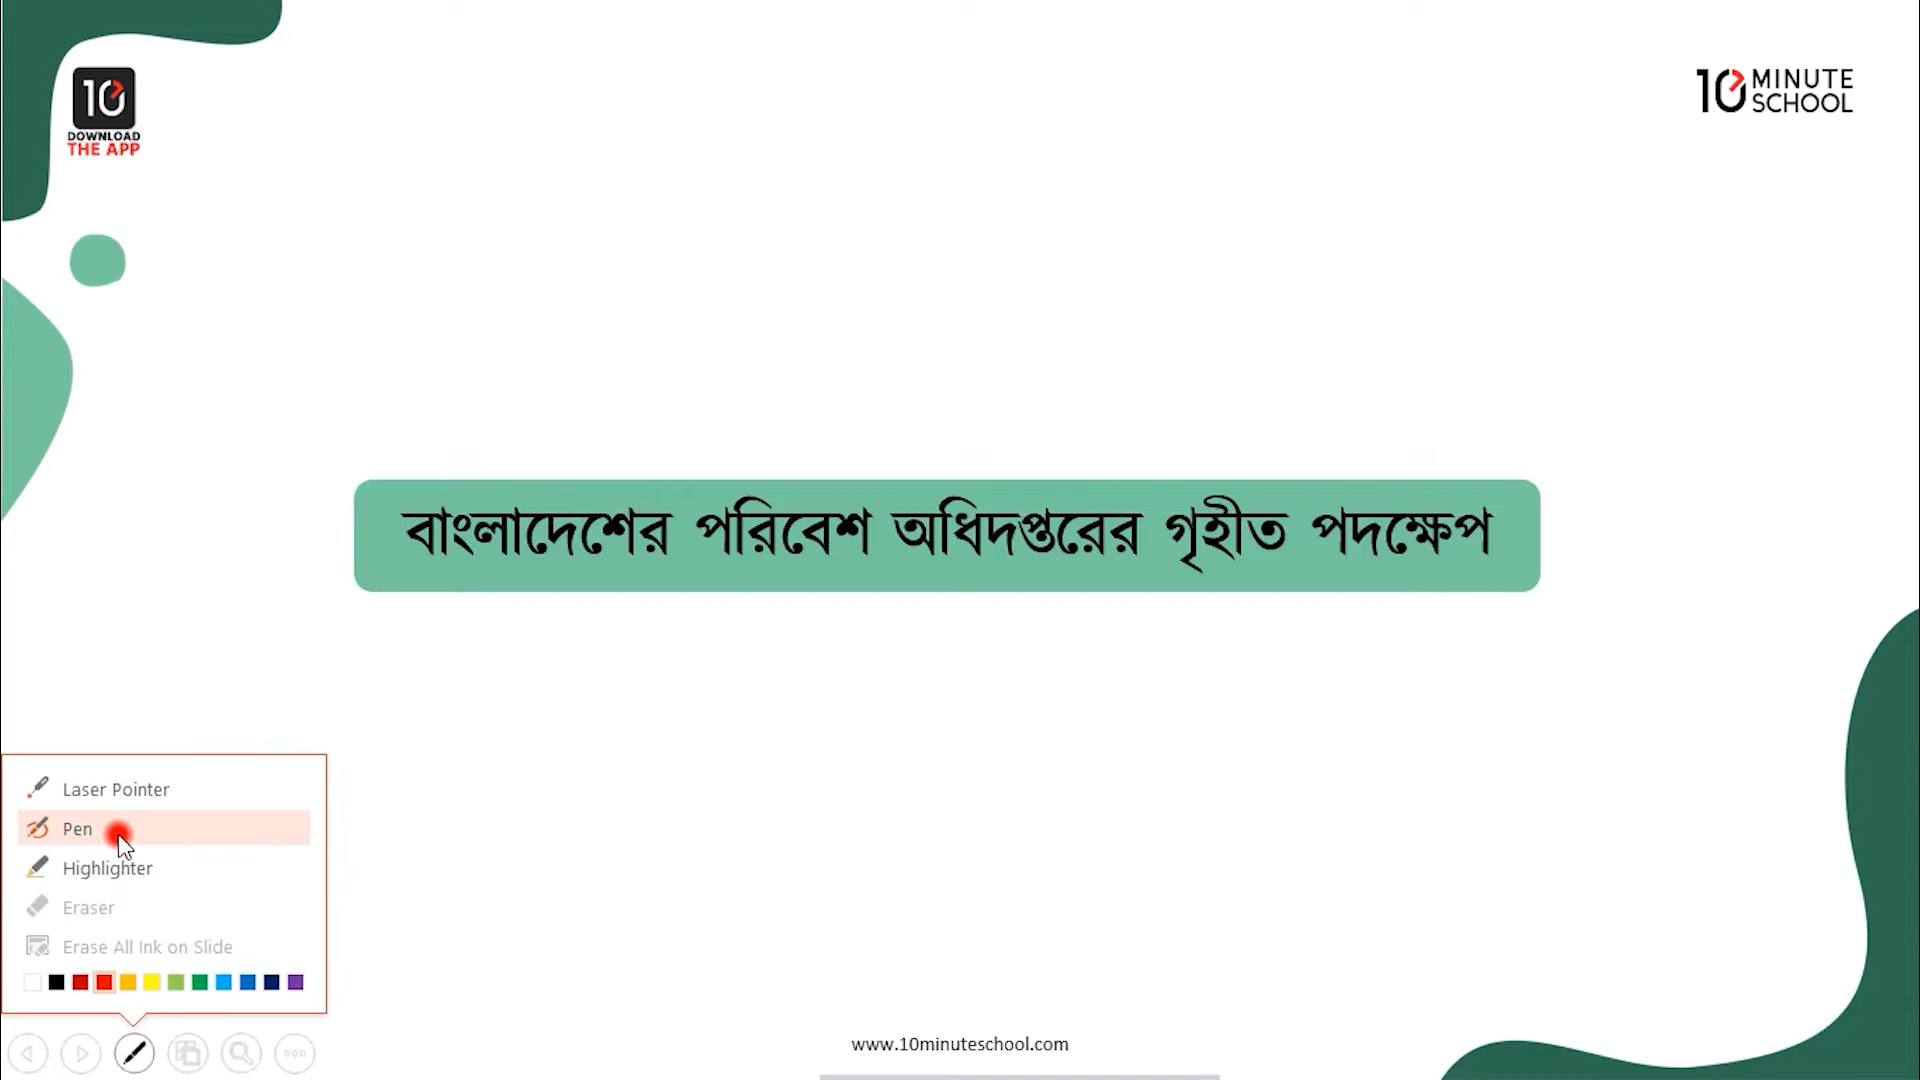 10
DOWNLOAD
THE APP
10 MINUTE
SCHOOL
বাংলাদেশের পরিবেশ অধিদপ্তরের গৃহীত পদক্ষেপ
Laser Pointer
Pen
Highlighter
Eraser
Erase All Ink on Slide
www.10minuteschool.com